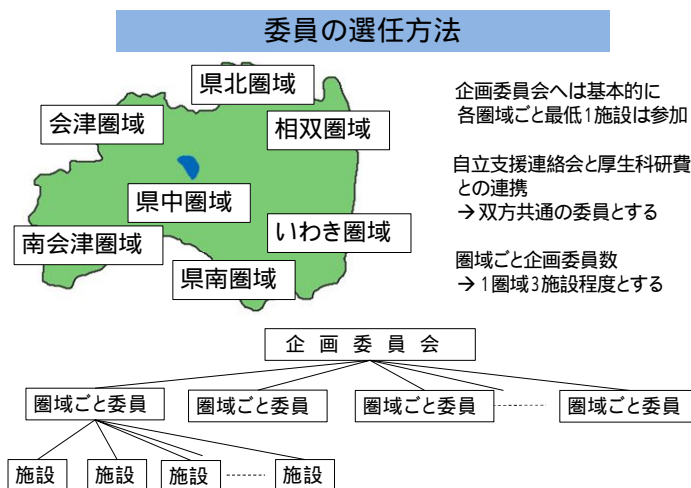 委員の選任方法
県北圏域
会津圏域
相双圏域
県中圏域
いわき圏域
南会津圏域
県南圏域
企画委員会へは基本的に
各圏域ごと最低1施設は参加
自立支援連絡会と厚生科研費
との連携
→双方共通の委員とする
圏域ごと企画委員数
→1圏域3施設程度とする
企画委員会
圏域ごと委員 圏域ごと委員 圏域ごと委員 圏域ごと委員
施設 施設 施設 施設